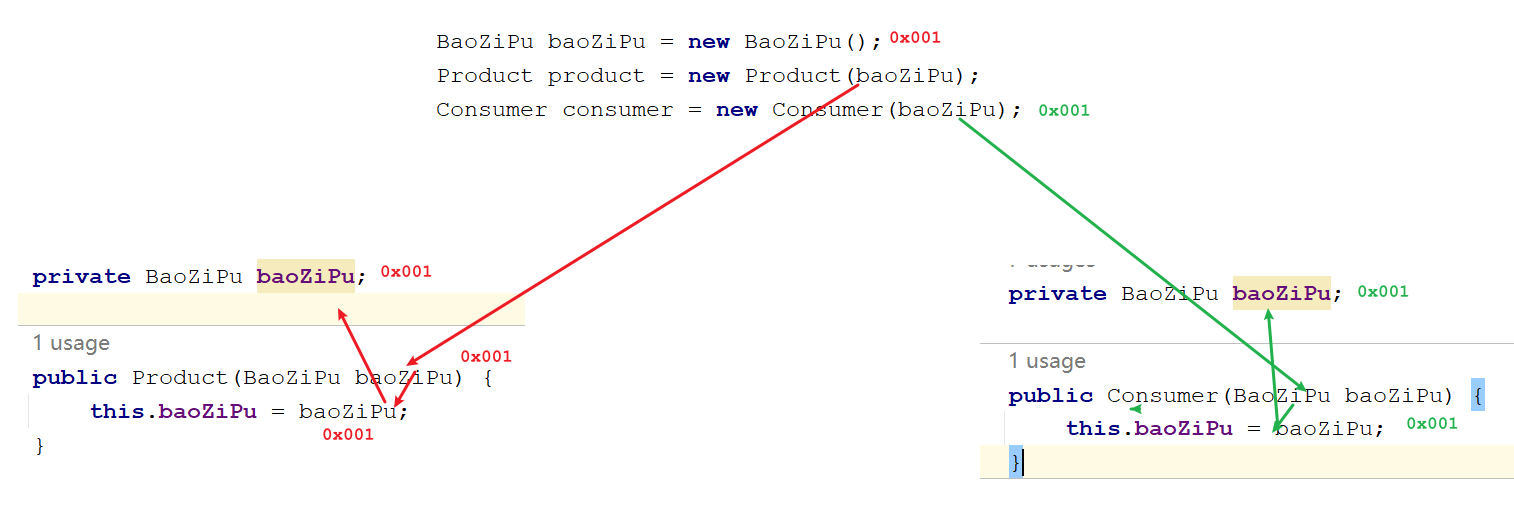 BaoZiPu baoZiPu = new BaoZiPu(); 0x001
Product product = new Product(baoZiPu);
Consumer consumer = new Consumer(baoZiPu); 0x001
private BaoZiPu baoZiPu; 0x001
1 usage
0x001
public Product(BaoZiPu baoZiPu) {
this.baoZiPu = baoZiPu;
0x001
}
usages
private BaoZiPu baoZiPu; 0x001
1 usage
public Consumer(BaoZiPu baoZiPu) {
this.baoZiPu = baoZiPu; 0x001
}